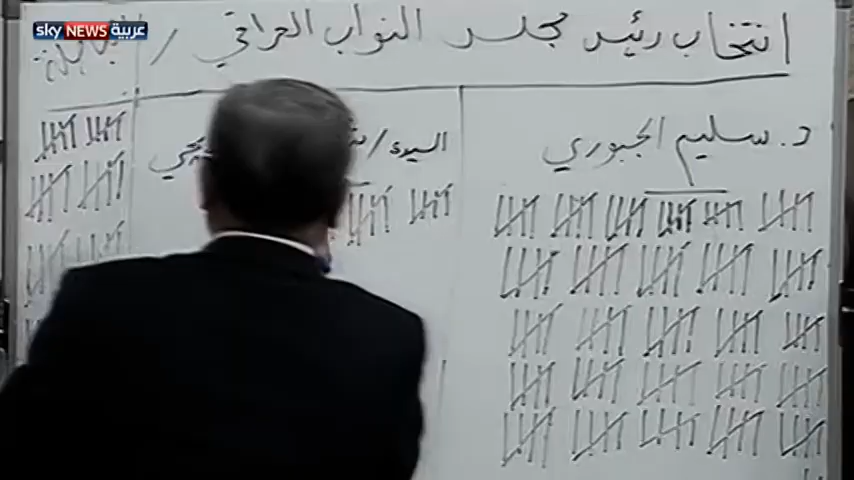 sky NEWS عربية
انتخاب رئيس مجلس النواب العراقي /
د. سليم الجبوري
السيدة /